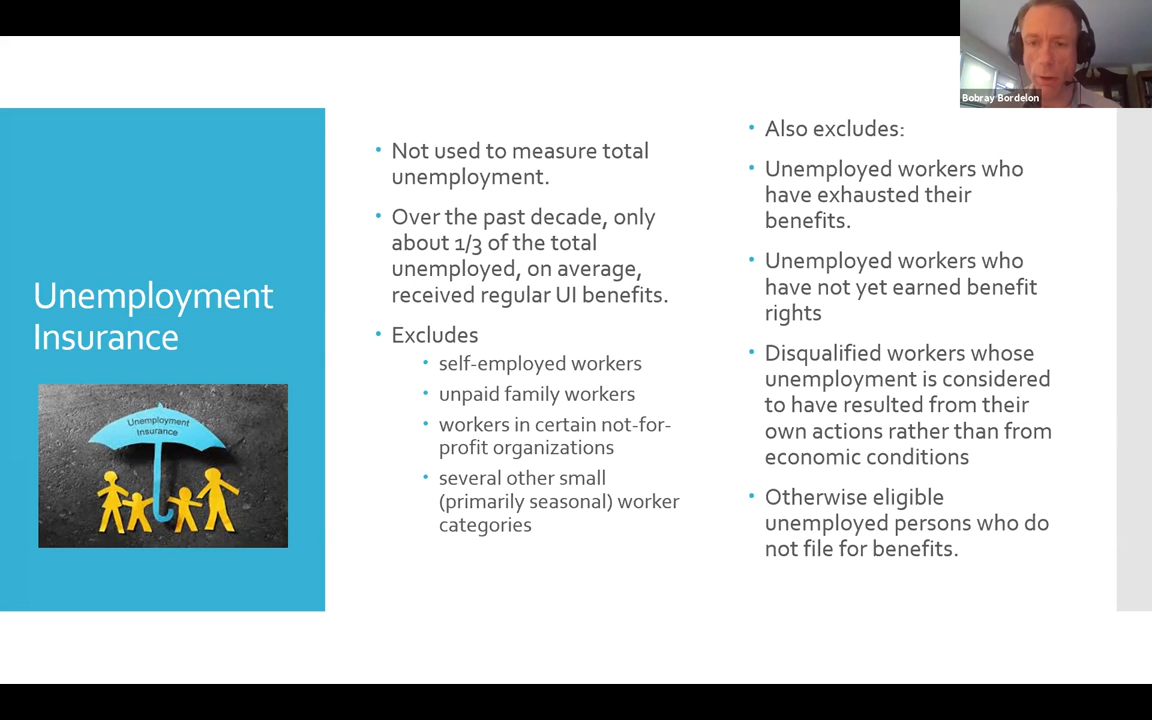 Bobray Bordelon
Unemployment
Insurance
Unemployment
Insurance
Not used to measure total
unemployment.
Over the past decade, only
about 1/3 of the total
unemployed, on average,
received regular UI benefits.
Excludes
self-employed workers
unpaid family workers
workers in certain not-for-
profit organizations
several other small
(primarily seasonal) worker
categories
Also excludes:
Unemployed workers who
have exhausted their
benefits.
Unemployed workers who
have not yet earned benefit
rights
Disqualified workers whose
unemployment is considered
to have resulted from their
own actions rather than from
economic conditions
Otherwise eligible
unemployed persons who do
not file for benefits.